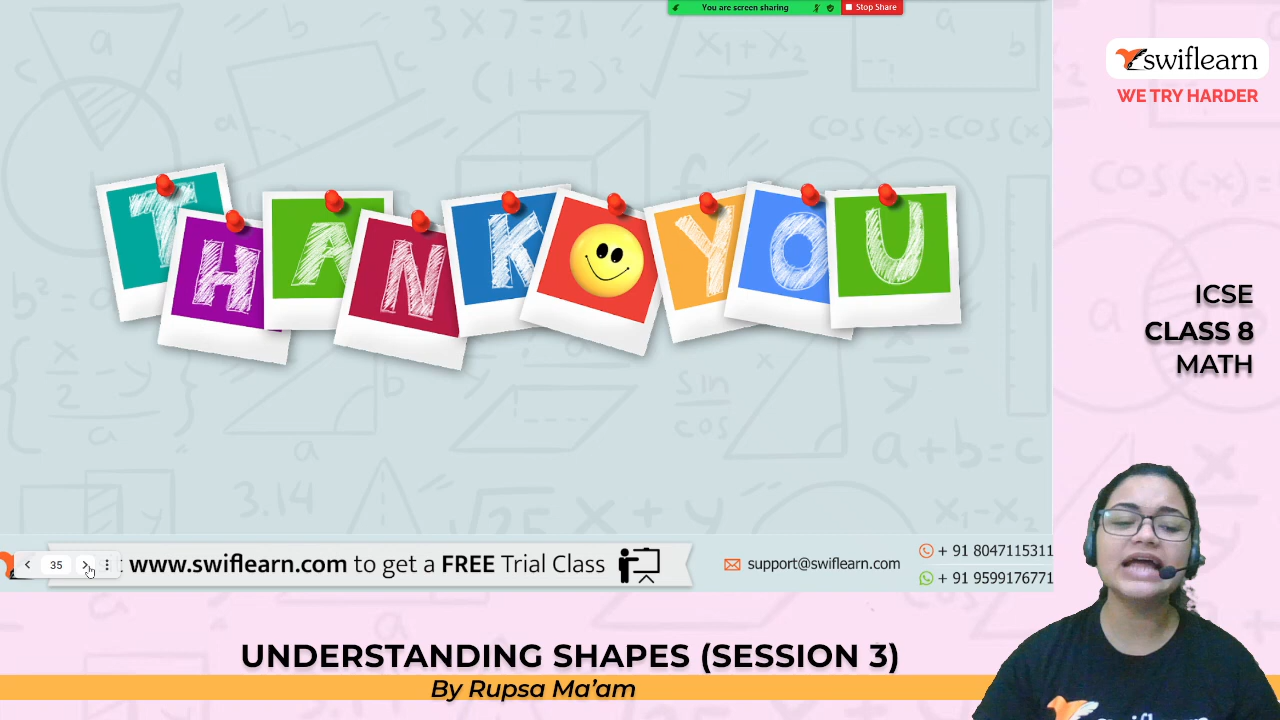 You are screen sharing
Stop Share
swiflearn
WE TRY HARDER
THANK YOU
ICSE
CLASS 8
MATH
35
www.swiflearn.com to get a FREE Trial Class
support@swiflearn.com
+ 91 8047115311
+ 91 9599176771
UNDERSTANDING SHAPES (SESSION 3)
By Rupsa Ma'am